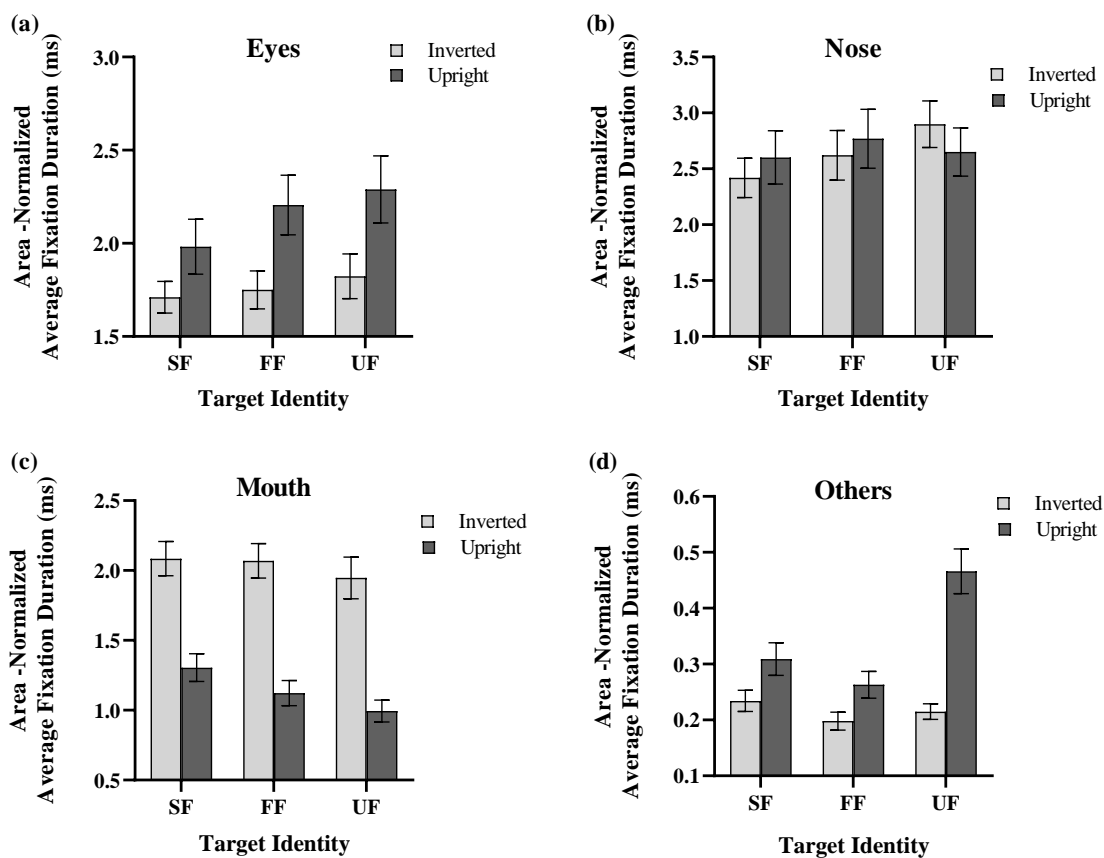 (a)
Eyes
Inverted
Upright
Area -Normalized
Average Fixation Duration (ms)
3.0
2.5
2.0
1.5
SF FF UF
Target Identity
(b)
Nose
Inverted
Upright
Area -Normalized
Average Fixation Duration (ms)
3.5
3.0
2.5
2.0
1.5
1.0
SF FF UF
Target Identity
(c)
Mouth
Inverted
Upright
Area -Normalized
Average Fixation Duration (ms)
2.5
2.0
1.5
1.0
0.5
SF FF UF
Target Identity
(d)
Others
Inverted
Upright
Area -Normalized
Average Fixation Duration (ms)
0.6
0.5
0.4
0.3
0.2
0.1
SF FF UF
Target Identity